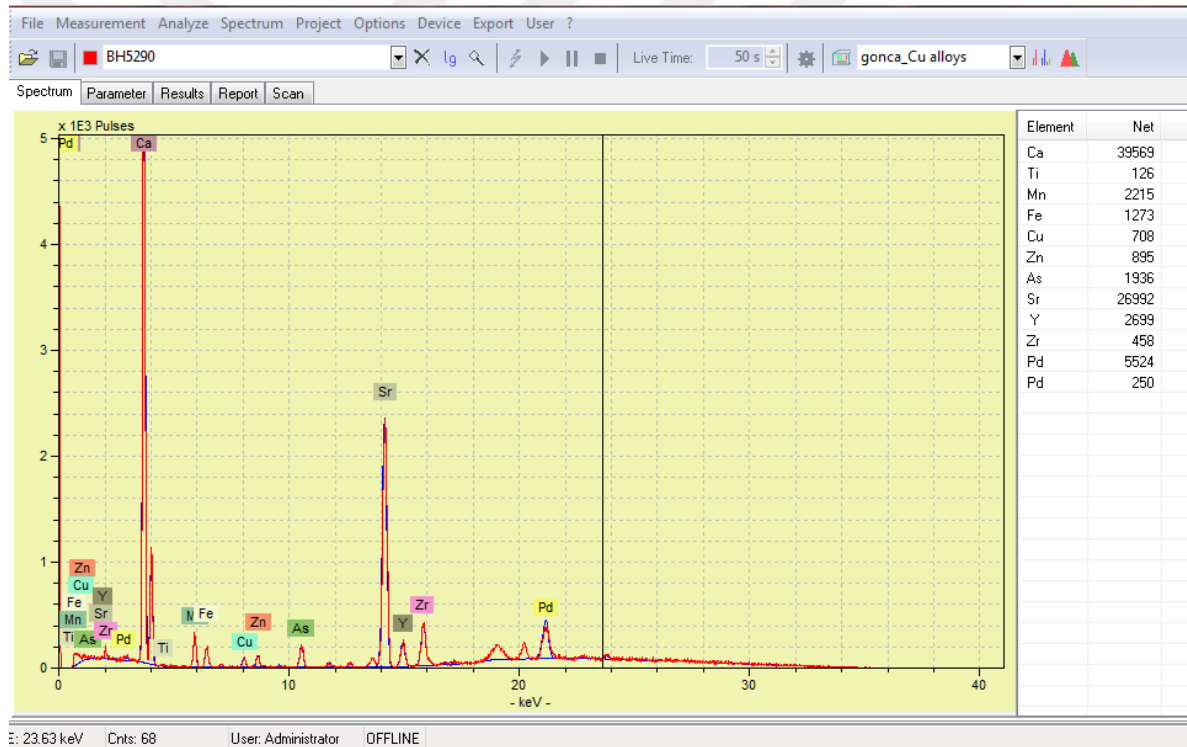 File Measurement Analyze Spectrum Project Options Device Export User ?
BH5290 lg Live Time: 50 s gonca_Cu alloys
Spectrum Parameter Results Report Scan
x 1E3 Pulses
5
Pd Ca
4
3
Sr
2
1
Zn
Cu
Fe Y
Mn Sr
Ti As Zr Pd Ti
Fe
Cu Zn As
Y Zr Pd
0
0 10 20 30 40
- keV -
Element Net
Ca 39569
Ti 126
Mn 2215
Fe 1273
Cu 708
Zn 895
As 1936
Sr 26992
Y 2699
Zr 458
Pd 5524
Pd 250
E: 23.63 keV Cnts: 68 User: Administrator OFFLINE